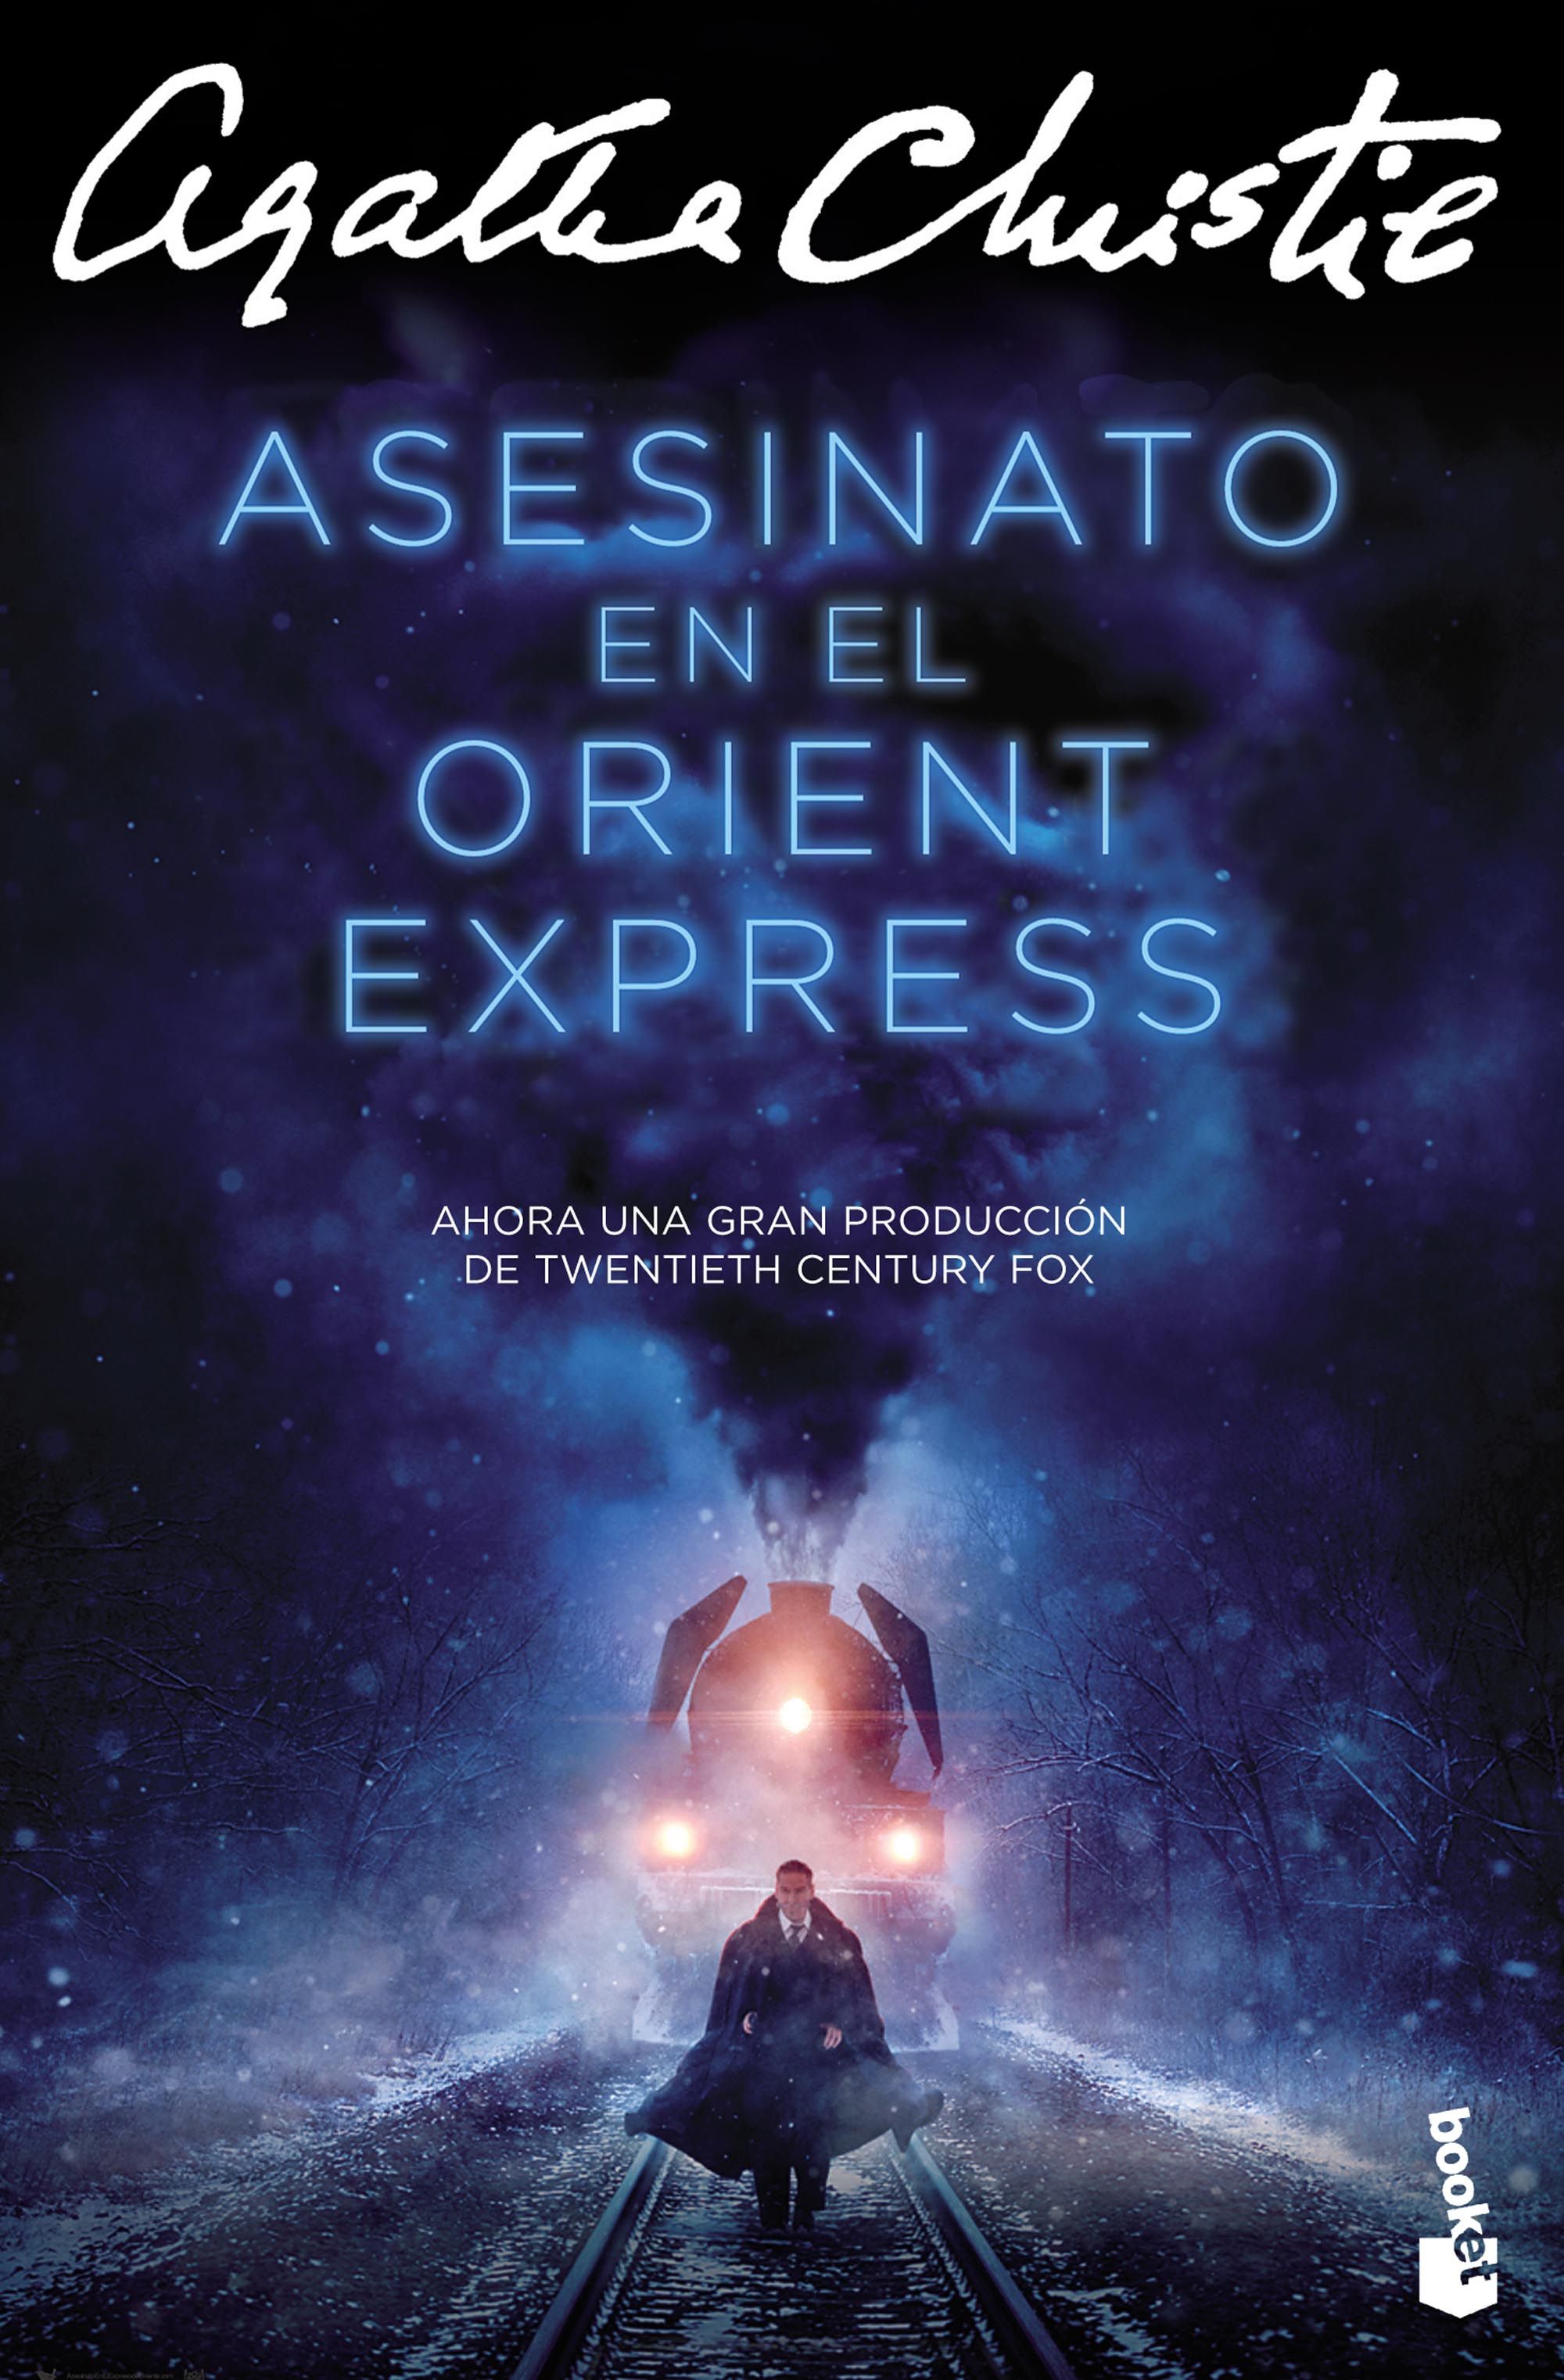 Agatha Christie
ASESINATO
EN EL
ORIENT
EXPRESS
AHORA UNA GRAN PRODUCCIÓN
DE TWENTIETH CENTURY FOX
booket